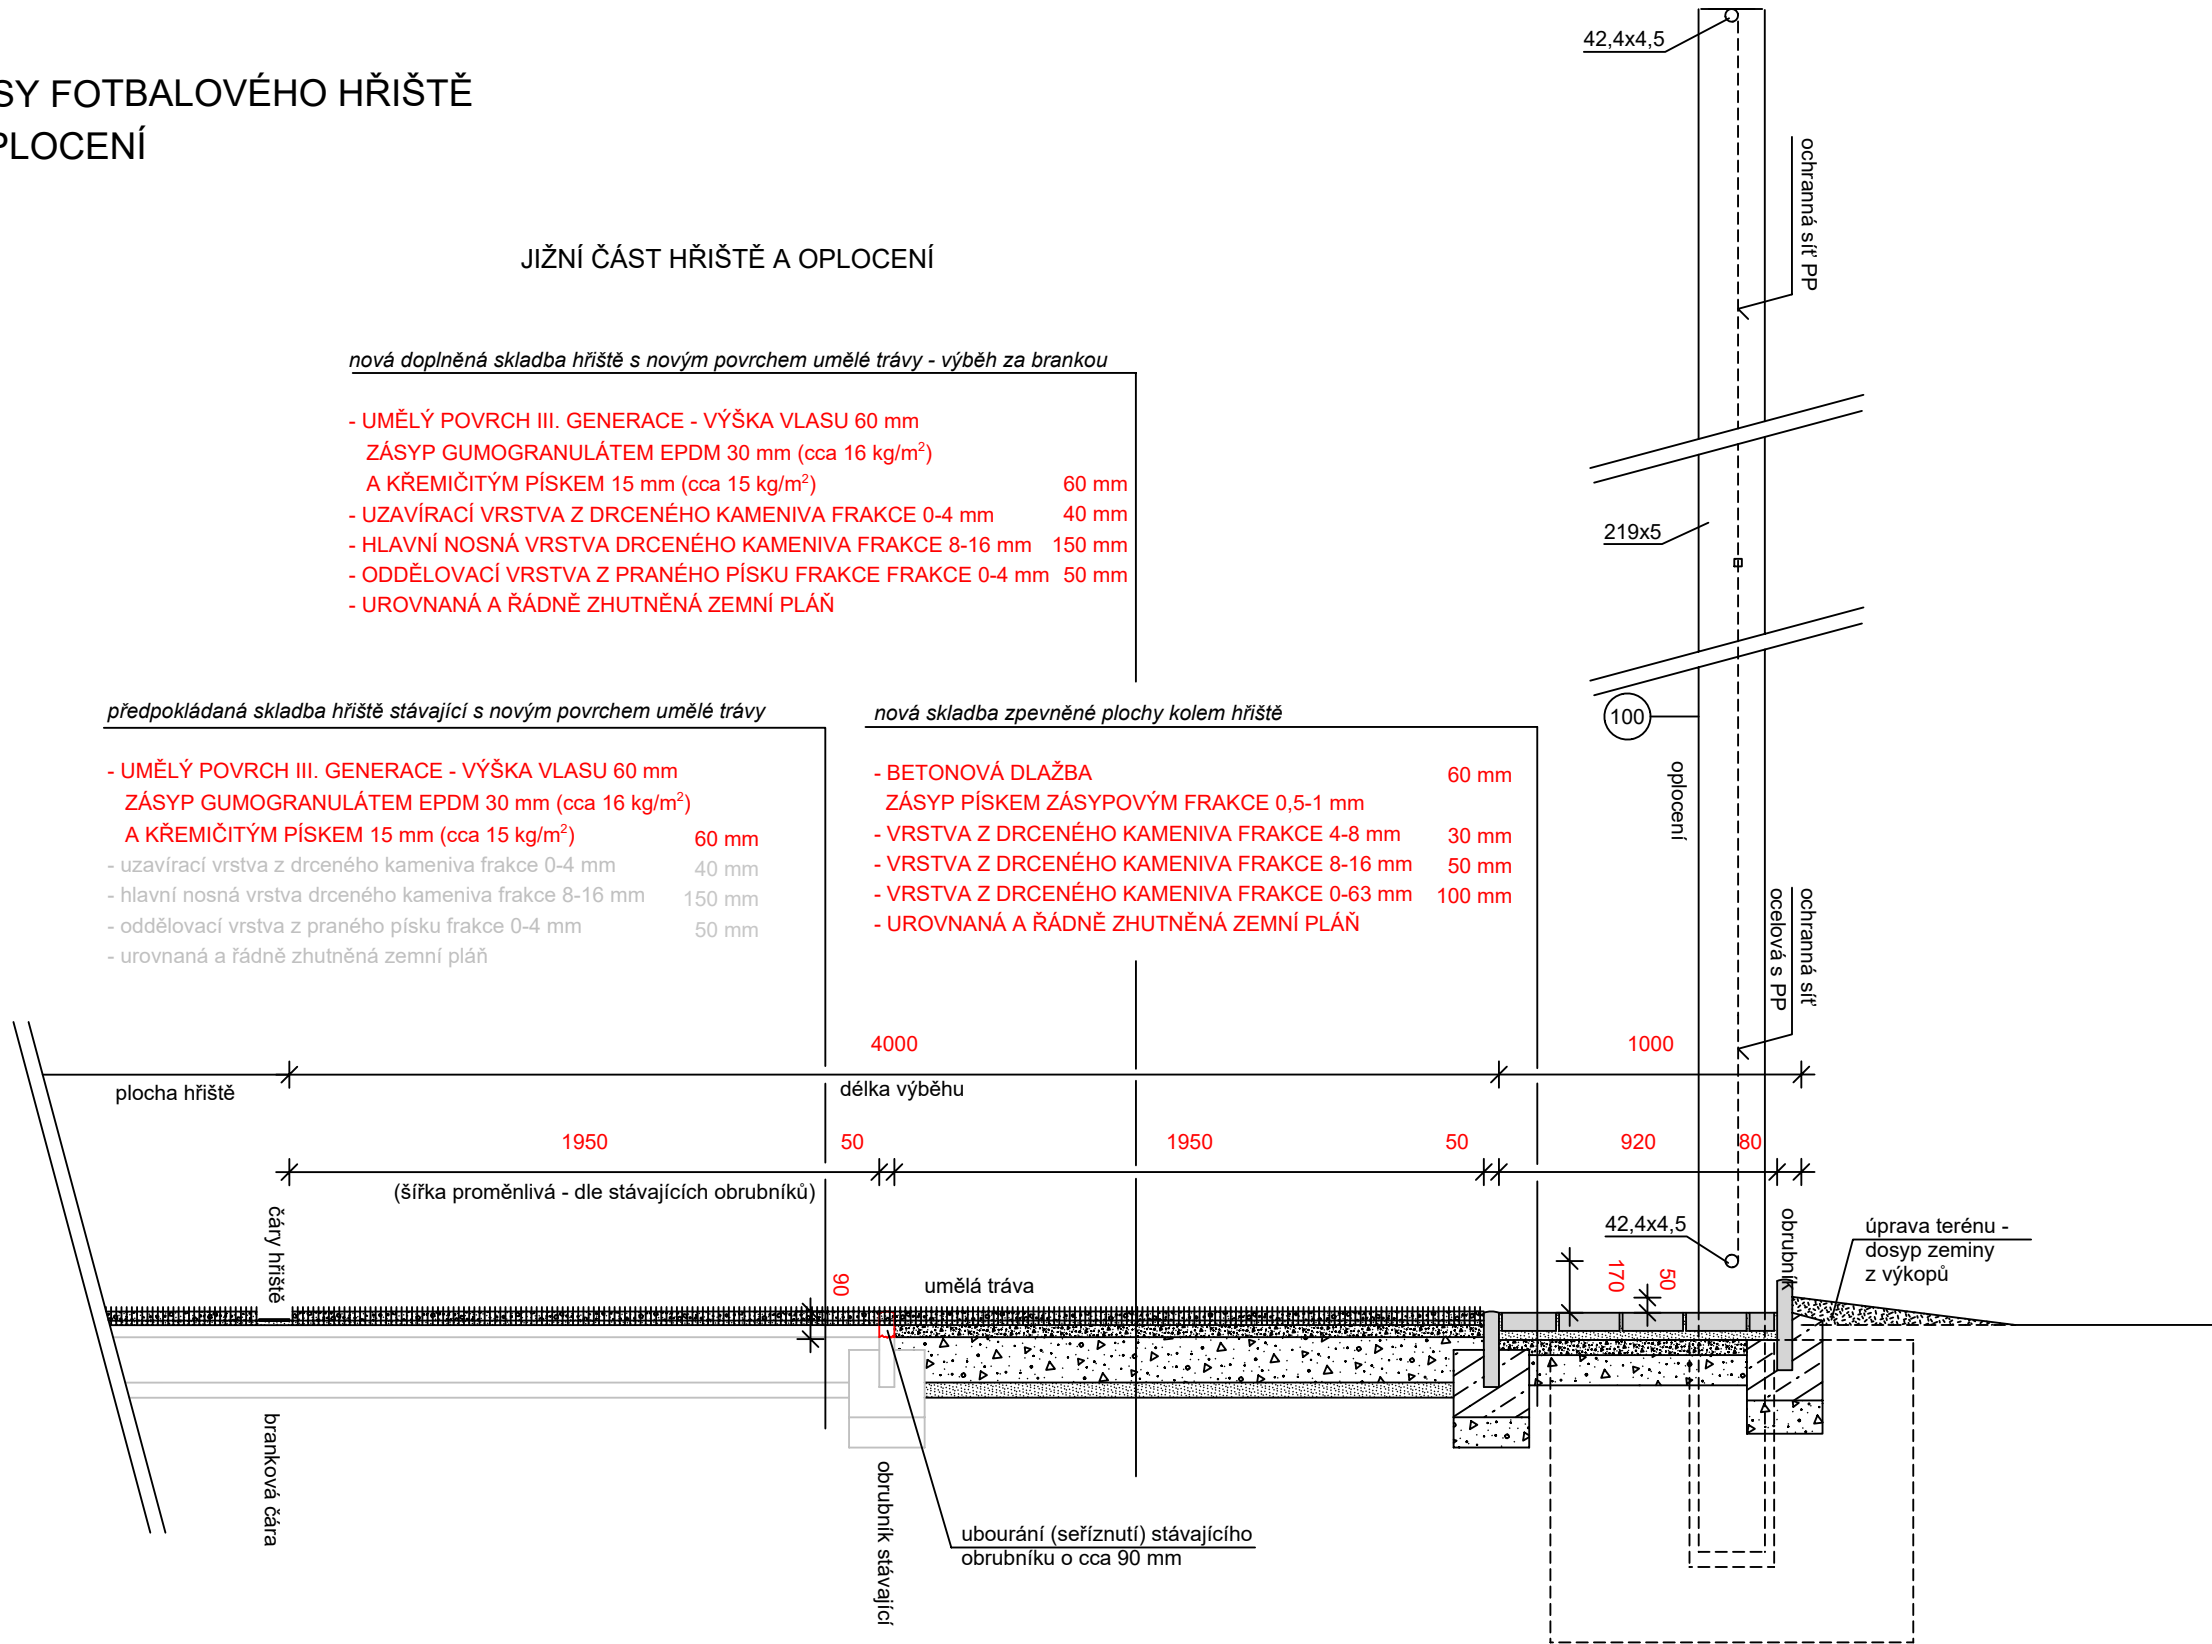 SY FOTBALOVÉHO HŘIŠTĚ
PLOCENÍ
JIŽNÍ ČÁST HŘIŠTĚ A OPLOCENÍ
nová doplněná skladba hřiště s novým povrchem umělé trávy - výběh za brankou
- UMĚLÝ POVRCH III. GENERACE - VÝŠKA VLASU 60 mm
ZÁSYP GUMOGRANULÁTEM EPDM 30 mm (cca 16 kg/m²)
A KŘEMIČITÝM PÍSKEM 15 mm (cca 15 kg/m²) 60 mm
- UZAVÍRACÍ VRSTVA Z DRCENÉHO KAMENIVA FRAKCE 0-4 mm 40 mm
- HLAVNÍ NOSNÁ VRSTVA DRCENÉHO KAMENIVA FRAKCE 8-16 mm 150 mm
- ODDĚLOVACÍ VRSTVA Z PRANÉHO PÍSKU FRAKCE FRAKCE 0-4 mm 50 mm
- UROVNANÁ A ŘÁDNĚ ZHUTNĚNÁ ZEMNÍ PLÁŇ
předpokládaná skladba hřiště stávající s novým povrchem umělé trávy
- UMĚLÝ POVRCH III. GENERACE - VÝŠKA VLASU 60 mm
ZÁSYP GUMOGRANULÁTEM EPDM 30 mm (cca 16 kg/m²)
A KŘEMIČITÝM PÍSKEM 15 mm (cca 15 kg/m²) 60 mm
- uzavírací vrstva z drceného kameniva frakce 0-4 mm 40 mm
- hlavní nosná vrstva drceného kameniva frakce 8-16 mm 150 mm
- oddělovací vrstva z praného písku frakce 0-4 mm 50 mm
- urovnaná a řádně zhutněná zemní pláň
nová skladba zpevněné plochy kolem hřiště
- BETONOVÁ DLAŽBA 60 mm
ZÁSYP PÍSKEM ZÁSYPOVÝM FRAKCE 0,5-1 mm
- VRSTVA Z DRCENÉHO KAMENIVA FRAKCE 4-8 mm 30 mm
- VRSTVA Z DRCENÉHO KAMENIVA FRAKCE 8-16 mm 50 mm
- VRSTVA Z DRCENÉHO KAMENIVA FRAKCE 0-63 mm 100 mm
- UROVNANÁ A ŘÁDNĚ ZHUTNĚNÁ ZEMNÍ PLÁŇ
42,4x4,5
ochranná síť PP
219x5
100
oplocení
ochranná síť
ocelová s PP
4000
1000
plocha hřiště
délka výběhu
1950
50
1950
50
920
80
(šířka proměnlivá - dle stávajících obrubníků)
čáry hřiště
90
umělá tráva
42,4x4,5
170
50
obrubník
úprava terénu -
dosyp zeminy
z výkopů
branková čára
obrubník stávající
ubourání (seříznutí) stávajícího
obrubníku o cca 90 mm